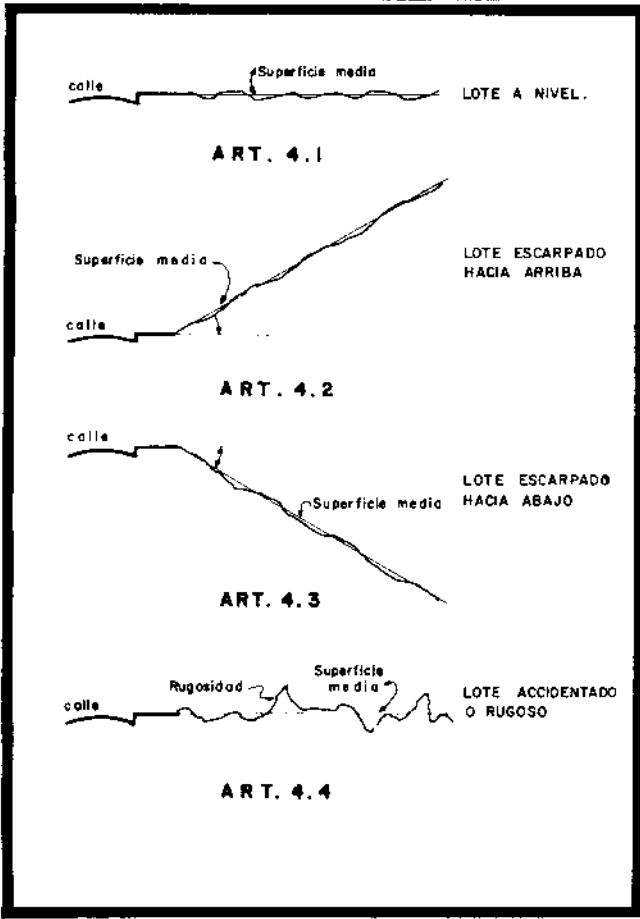 Superficie media
calle
LOTE A NIVEL.
ART. 4.1
Superficie media
LOTE ESCARPADO
HACIA ARRIBA
calle
ART. 4.2
calle
LOTE ESCARPADO
HACIA ABAJO
Superficie media
ART. 4.3
Rugosidad
Superficie
media
LOTE ACCIDENTADO
O RUGOSO
calle
ART. 4.4